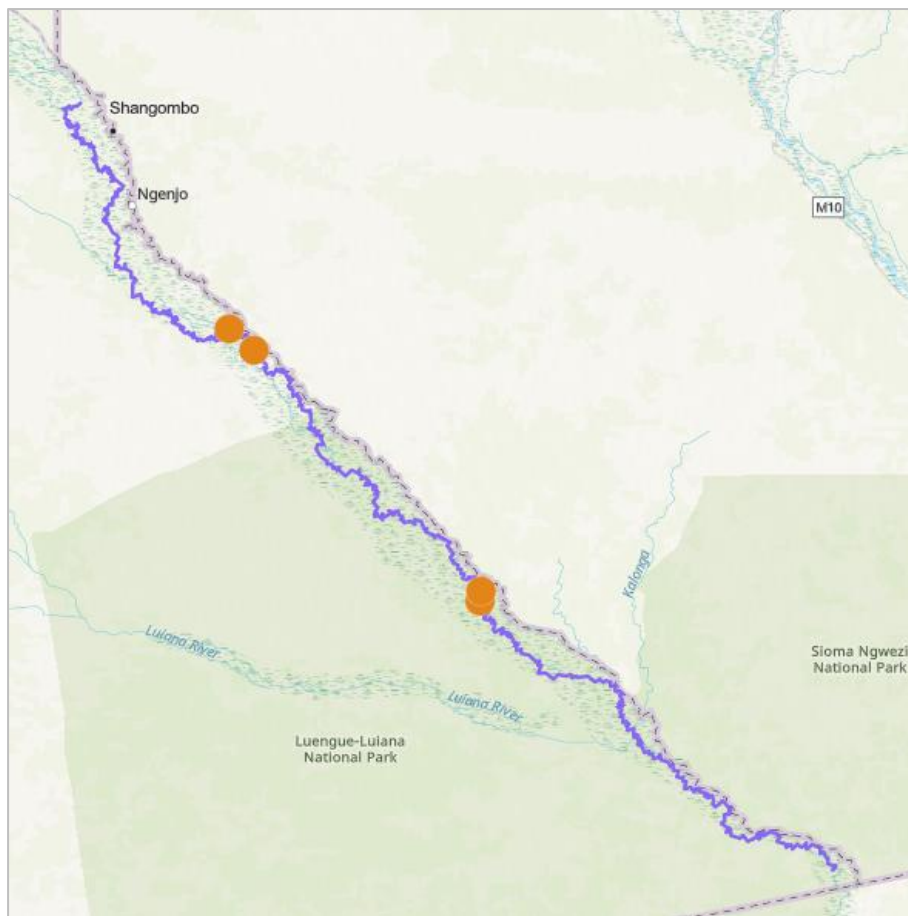 Shangombo
Ngenjo
M10
Kalonga
Luiana River
Sioma Ngwezi
National Park
Luiana River
Luengue-Luiana
National Park